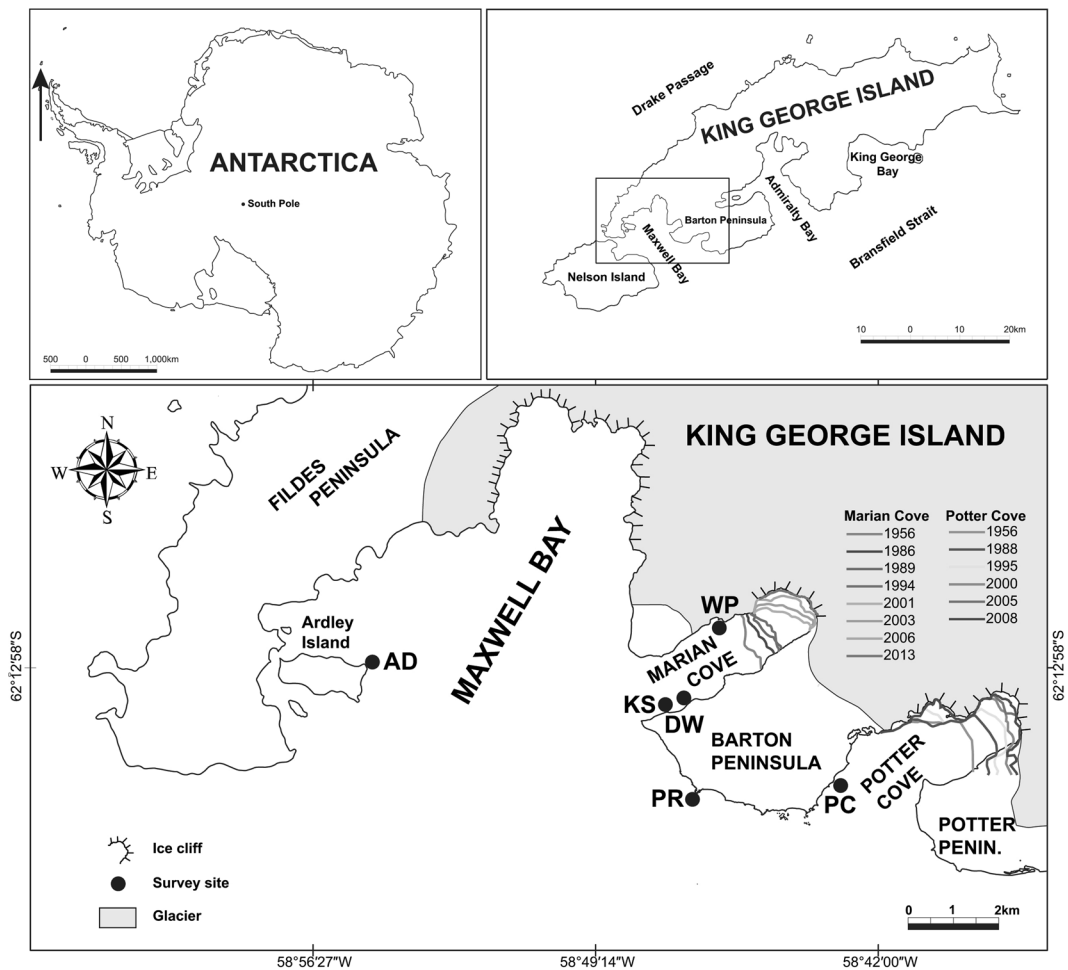 ANTARCTICA
South Pole
500 0 500 1,000km
Drake Passage
KING GEORGE ISLAND
King George
Bay
Admiralty Bay
Barton Peninsula
Maxwell Bay
Bransfield Strait
Nelson Island
10 0 10 20km
N
W E
S
FILDES
PENINSULA
KING GEORGE ISLAND
Marian Cove
1956
1986
1989
1994
2001
2003
2006
2013
Potter Cove
1956
1988
1995
2000
2005
2008
MAXWELL BAY
Ardley
Island
AD
WP
MARIAN
COVE
KS
DW
BARTON
PENINSULA
PR
PC
POTTER
COVE
POTTER
PENIN.
Ice cliff
Survey site
Glacier
0 1 2km
62°12′58″S
62°12′58″S
58°56′27″W
58°49′14″W
58°42′00″W